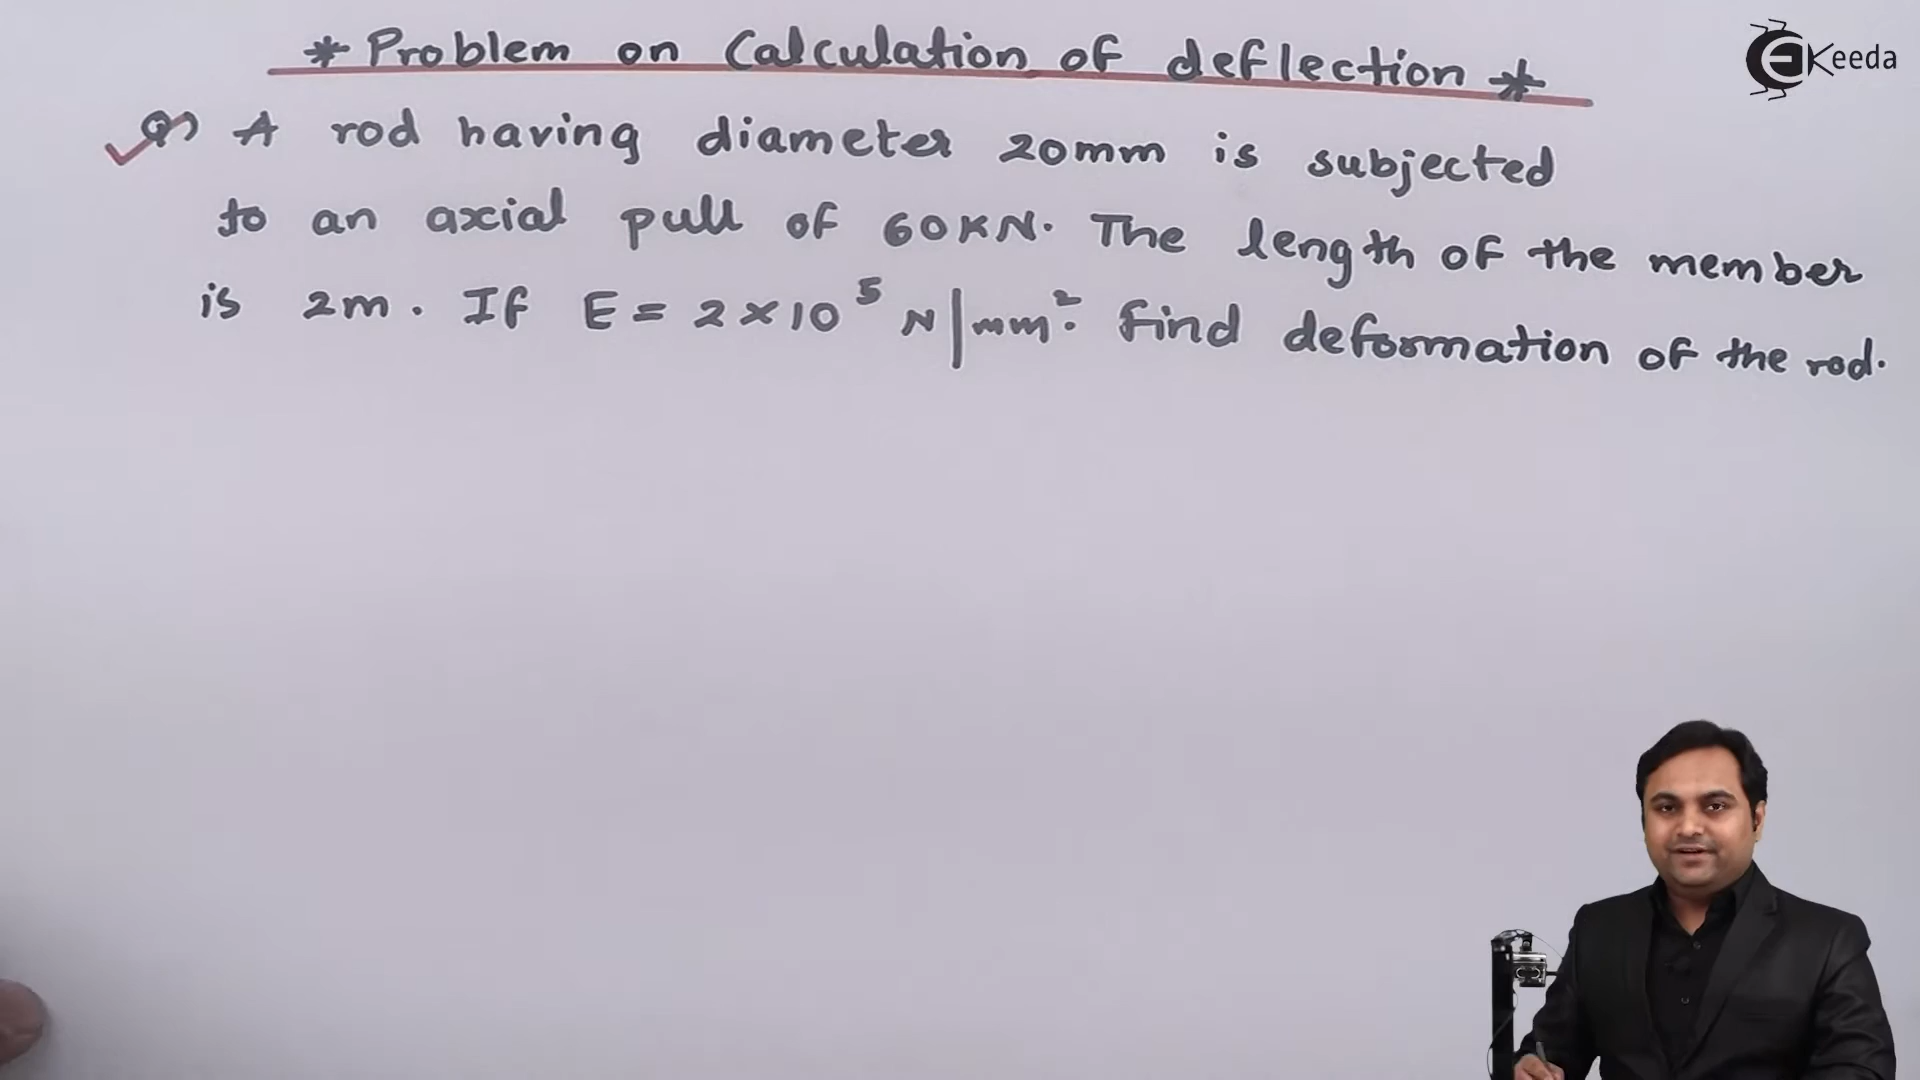 * Problem on Calculation of deflection *
Q) A rod having diameter 20mm is subjected
to an axial pull of 60KN. The length of the member
is 2m. If E = 2×10⁵ N|mm². Find deformation of the rod.
EKeeda